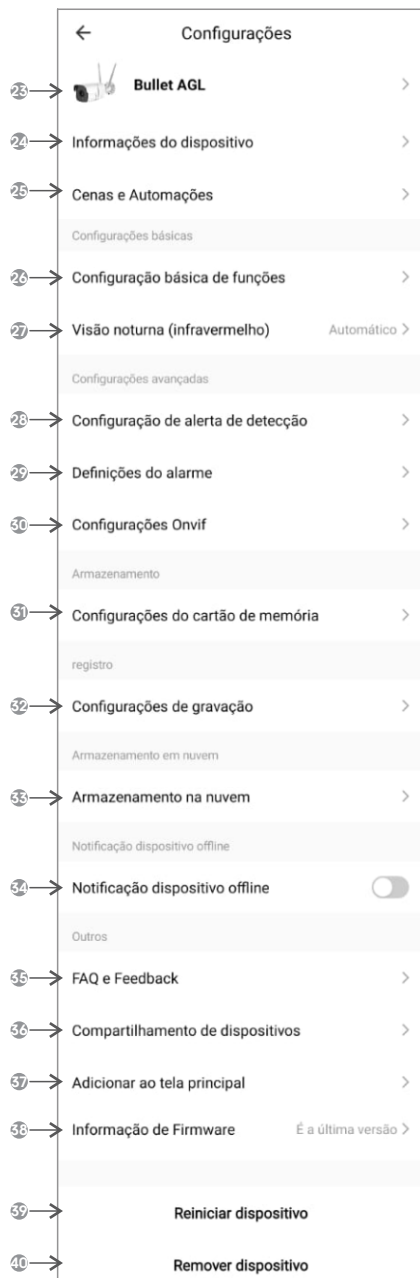 Configurações
23 Bullet AGL
24 Informações do dispositivo
25 Cenas e Automações
Configurações básicas
26 Configuração básica de funções
27 Visão noturna (infravermelho) Automático
Configurações avançadas
28 Configuração de alerta de detecção
29 Definições do alarme
30 Configurações Onvif
Armazenamento
31 Configurações do cartão de memória
registro
32 Configurações de gravação
Armazenamento em nuvem
33 Armazenamento na nuvem
Notificação dispositivo offline
34 Notificação dispositivo offline
Outros
35 FAQ e Feedback
36 Compartilhamento de dispositivos
37 Adicionar ao tela principal
38 Informação de Firmware É a última versão
39 Reiniciar dispositivo
40 Remover dispositivo